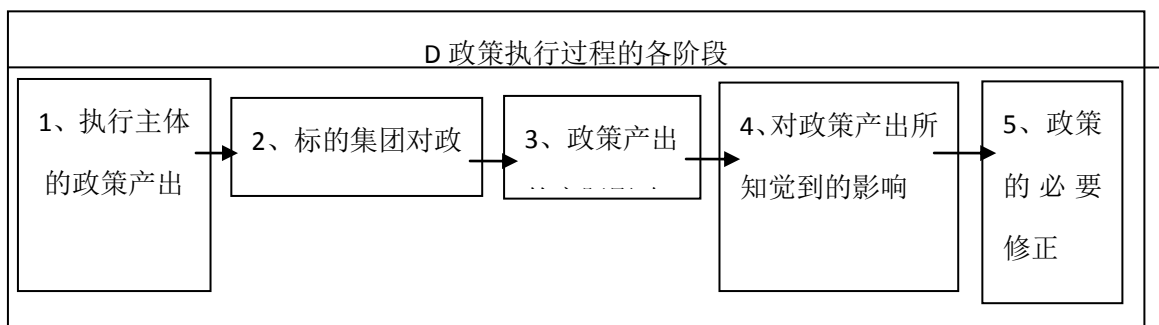 D 政策执行过程的各阶段
1、执行主体
的政策产出
2、标的集团对政
3、政策产出
4、对政策产出所
知觉到的影响
5、政策
的必要
修正